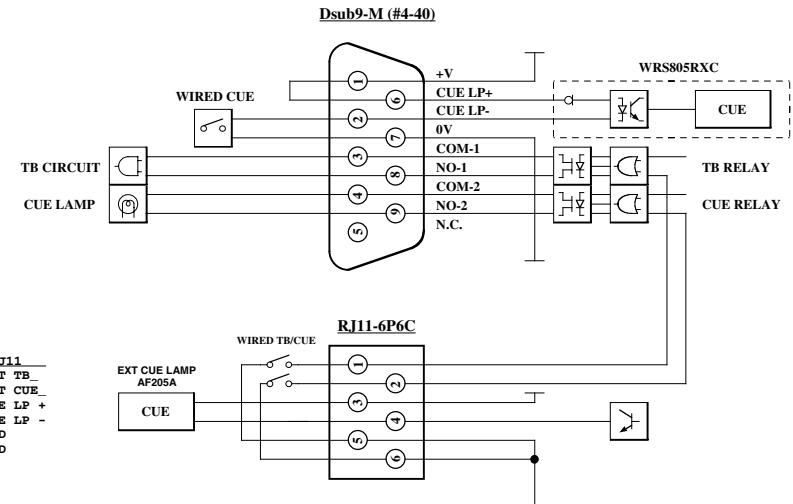 Dsub9-M (#4-40)
WRS805RXC
WIRED CUE
TB CIRCUIT
CUE LAMP
1
6
2
7
3
8
4
9
5
+V
CUE LP+
CUE LP-
0V
COM-1
NO-1
COM-2
NO-2
N.C.
CUE
TB RELAY
CUE RELAY
RJ11-6P6C
WIRED TB/CUE
EXT CUE LAMP
AF205A
CUE
1
2
3
4
5
6
J11
T TB_
T CUE_
E LP +
E LP -
D
D